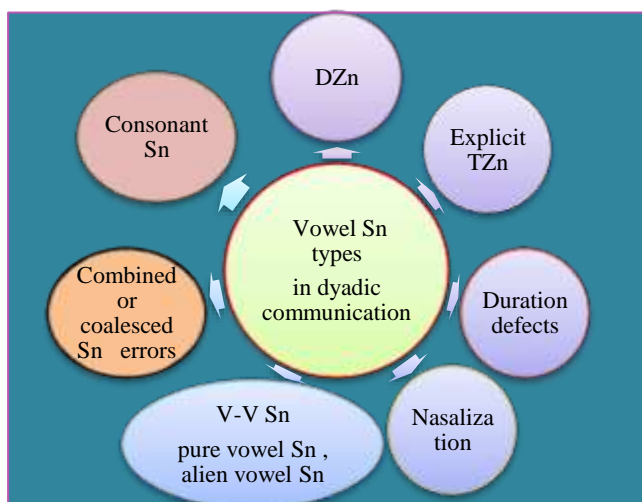 DZn
Explicit
TZn
Duration
defects
Nasaliza
tion
V-V Sn
pure vowel Sn ,
alien vowel Sn
Combined
or
coalesced
Sn errors
Consonant
Sn
Vowel Sn
types
in dyadic
communication